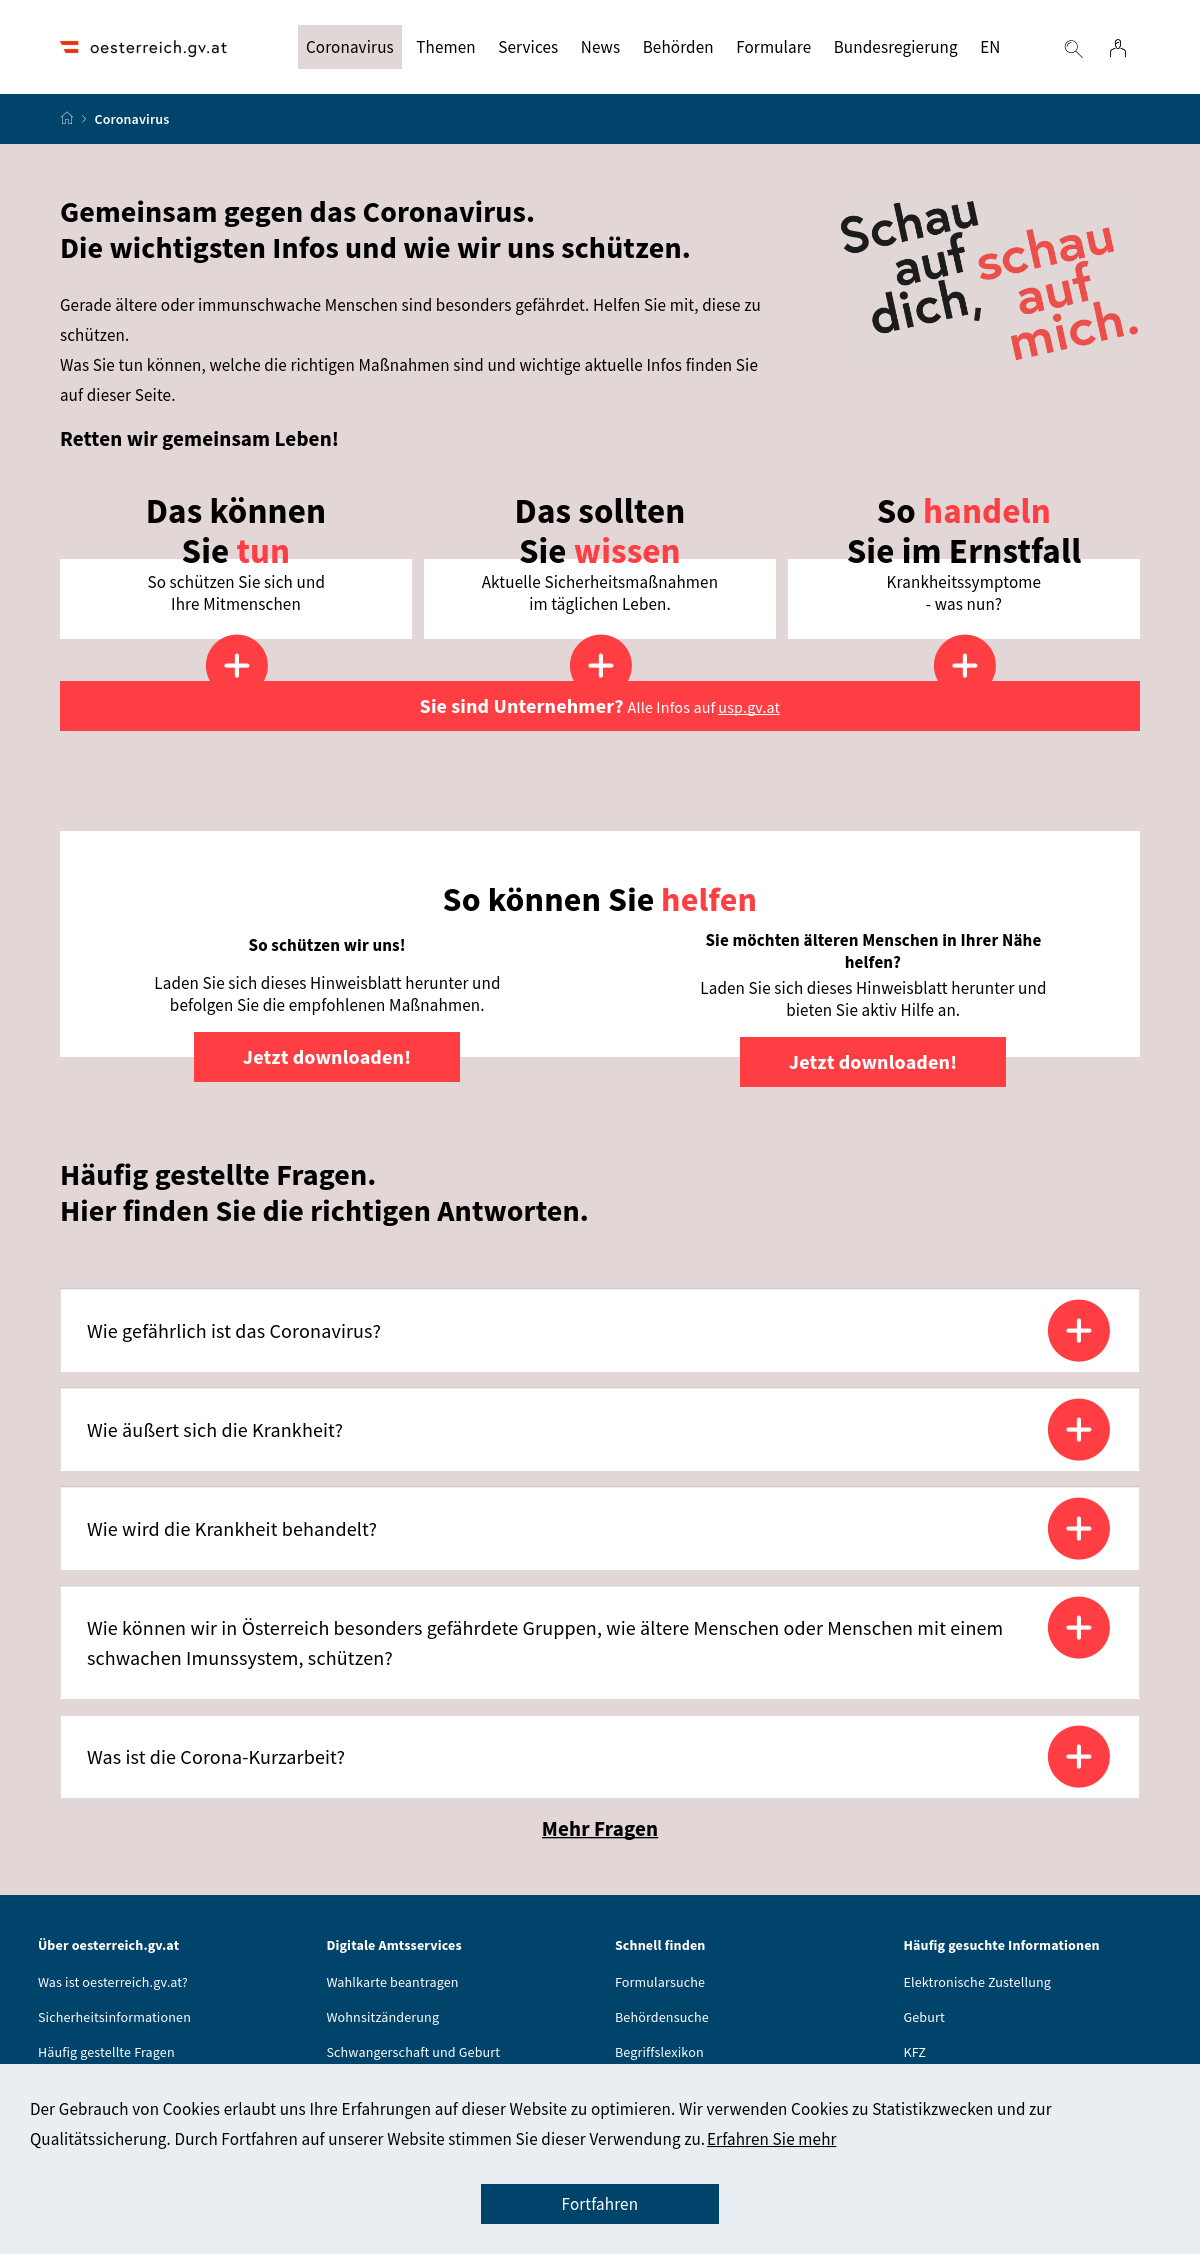 oesterreich.gv.at
Coronavirus Themen Services News Behörden Formulare Bundesregierung EN
Coronavirus
Gemeinsam gegen das Coronavirus.
Die wichtigsten Infos und wie wir uns schützen.
Schau
auf
dich,
schau
auf
mich.
Gerade ältere oder immunschwache Menschen sind besonders gefährdet. Helfen Sie mit, diese zu
schützen.
Was Sie tun können, welche die richtigen Maßnahmen sind und wichtige aktuelle Infos finden Sie
auf dieser Seite.
Retten wir gemeinsam Leben!
Das können
Sie tun
So schützen Sie sich und
Ihre Mitmenschen
Das sollten
Sie wissen
Aktuelle Sicherheitsmaßnahmen
im täglichen Leben.
So handeln
Sie im Ernstfall
Krankheitssymptome
- was nun?
Sie sind Unternehmer? Alle Infos auf usp.gv.at
So können Sie helfen
So schützen wir uns!
Laden Sie sich dieses Hinweisblatt herunter und
befolgen Sie die empfohlenen Maßnahmen.
Jetzt downloaden!
Sie möchten älteren Menschen in Ihrer Nähe
helfen?
Laden Sie sich dieses Hinweisblatt herunter und
bieten Sie aktiv Hilfe an.
Jetzt downloaden!
Häufig gestellte Fragen.
Hier finden Sie die richtigen Antworten.
Wie gefährlich ist das Coronavirus?
Wie äußert sich die Krankheit?
Wie wird die Krankheit behandelt?
Wie können wir in Österreich besonders gefährdete Gruppen, wie ältere Menschen oder Menschen mit einem
schwachen Imunssystem, schützen?
Was ist die Corona-Kurzarbeit?
Mehr Fragen
Über oesterreich.gv.at
Was ist oesterreich.gv.at?
Sicherheitsinformationen
Häufig gestellte Fragen
Digitale Amtsservices
Wahlkarte beantragen
Wohnsitzänderung
Schwangerschaft und Geburt
Schnell finden
Formularsuche
Behördensuche
Begriffslexikon
Häufig gesuchte Informationen
Elektronische Zustellung
Geburt
KFZ
Der Gebrauch von Cookies erlaubt uns Ihre Erfahrungen auf dieser Website zu optimieren. Wir verwenden Cookies zu Statistikzwecken und zur
Qualitätssicherung. Durch Fortfahren auf unserer Website stimmen Sie dieser Verwendung zu. Erfahren Sie mehr
Fortfahren